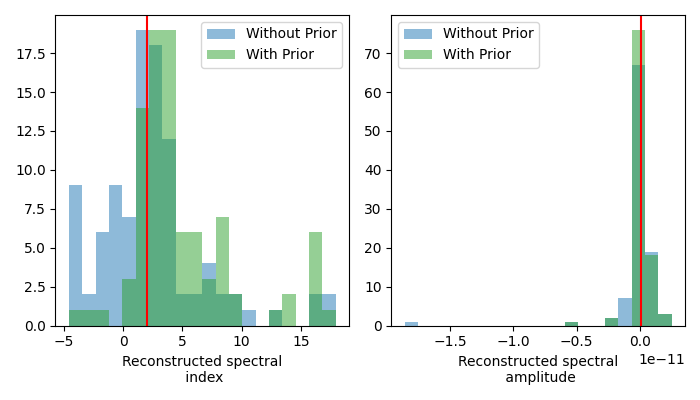 Without Prior
With Prior
17.5
15.0
12.5
10.0
7.5
5.0
2.5
0.0
−5
0
5
10
15
Reconstructed spectral
index
Without Prior
With Prior
70
60
50
40
30
20
10
0
−1.5
−1.0
−0.5
0.0
1e−11
Reconstructed spectral
amplitude